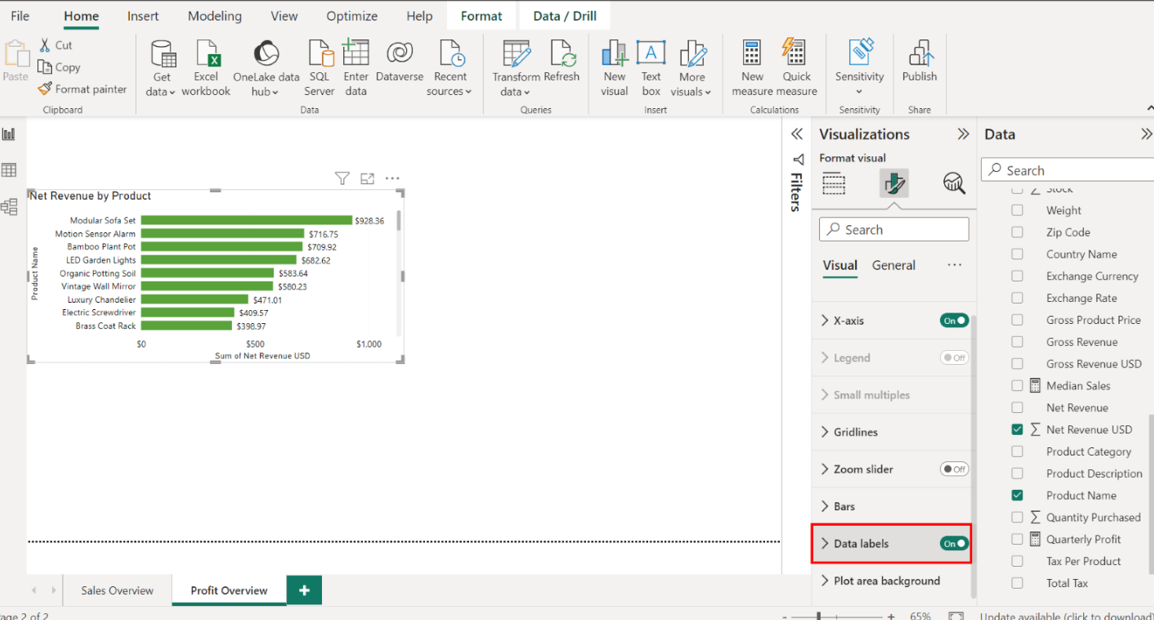 File Home Insert Modeling View Optimize Help Format Data / Drill
Paste
Cut
Copy
Format painter
Clipboard
Get data
Excel workbook
OneLake data hub
SQL Server
Enter data
Dataverse
Recent sources
Data
Transform data
Refresh
Queries
New visual
Text box
More visuals
Insert
New measure
Quick measure
Calculations
Sensitivity
Sensitivity
Publish
Share
Net Revenue by Product
Product Name
Modular Sofa Set $928.36
Motion Sensor Alarm $716.75
Bamboo Plant Pot $709.92
LED Garden Lights $682.62
Organic Potting Soil $583.64
Vintage Wall Mirror $580.23
Luxury Chandelier $471.01
Electric Screwdriver $409.57
Brass Coat Rack $398.97
$0 $500 $1,000
Sum of Net Revenue USD
Filters
Visualizations
Format visual
Search
Visual General
X-axis On
Legend Off
Small multiples
Gridlines
Zoom slider Off
Bars
Data labels On
Plot area background
Data
Search
Stock
Weight
Zip Code
Country Name
Exchange Currency
Exchange Rate
Gross Product Price
Gross Revenue
Gross Revenue USD
Median Sales
Net Revenue
Net Revenue USD
Product Category
Product Description
Product Name
Quantity Purchased
Quarterly Profit
Tax Per Product
Total Tax
Sales Overview Profit Overview
age 2 of 2
65%
Update available (click to download)